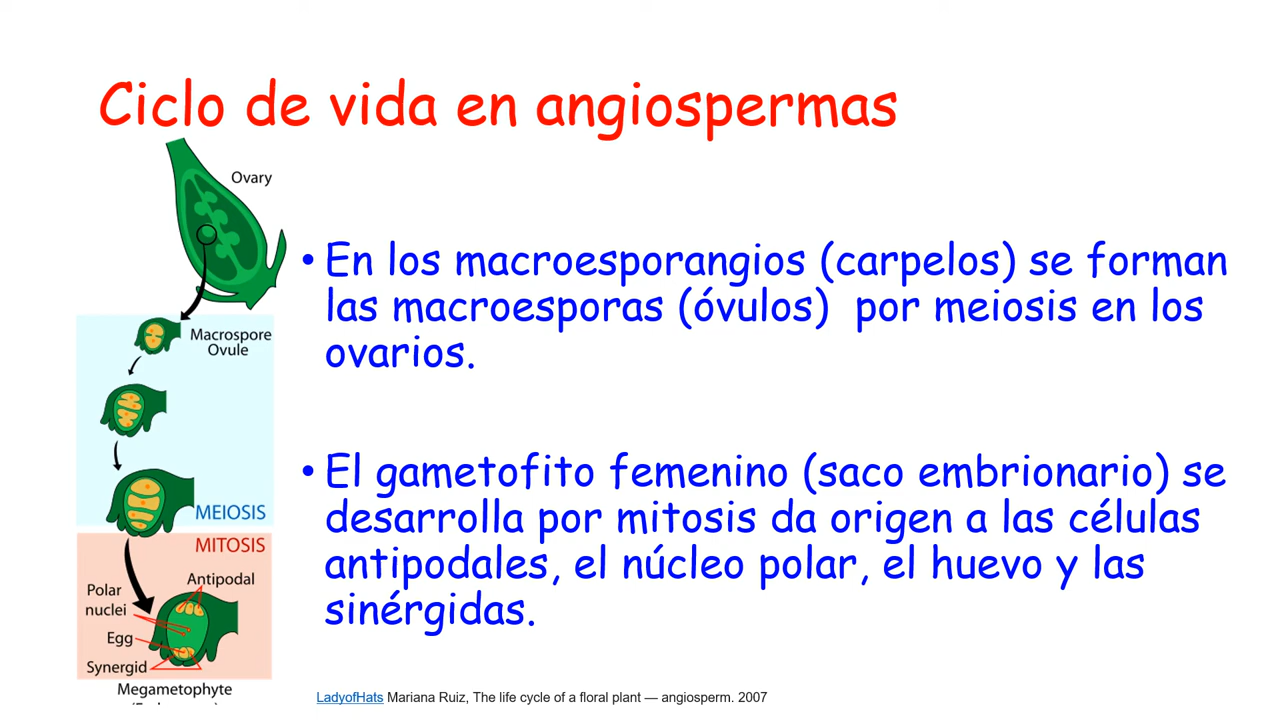 Ciclo de vida en angiospermas
Ovary
• En los macroesporangios (carpelos) se forman
las macroesporas (óvulos) por meiosis en los
ovarios.
Macrospore
Ovule
MEIOSIS
MITOSIS
• El gametofito femenino (saco embrionario) se
desarrolla por mitosis da origen a las células
antipodales, el núcleo polar, el huevo y las
sinérgidas.
Antipodal
Polar
nuclei
Egg
Synergid
Megametophyte
LadyofHats Mariana Ruiz, The life cycle of a floral plant — angiosperm. 2007